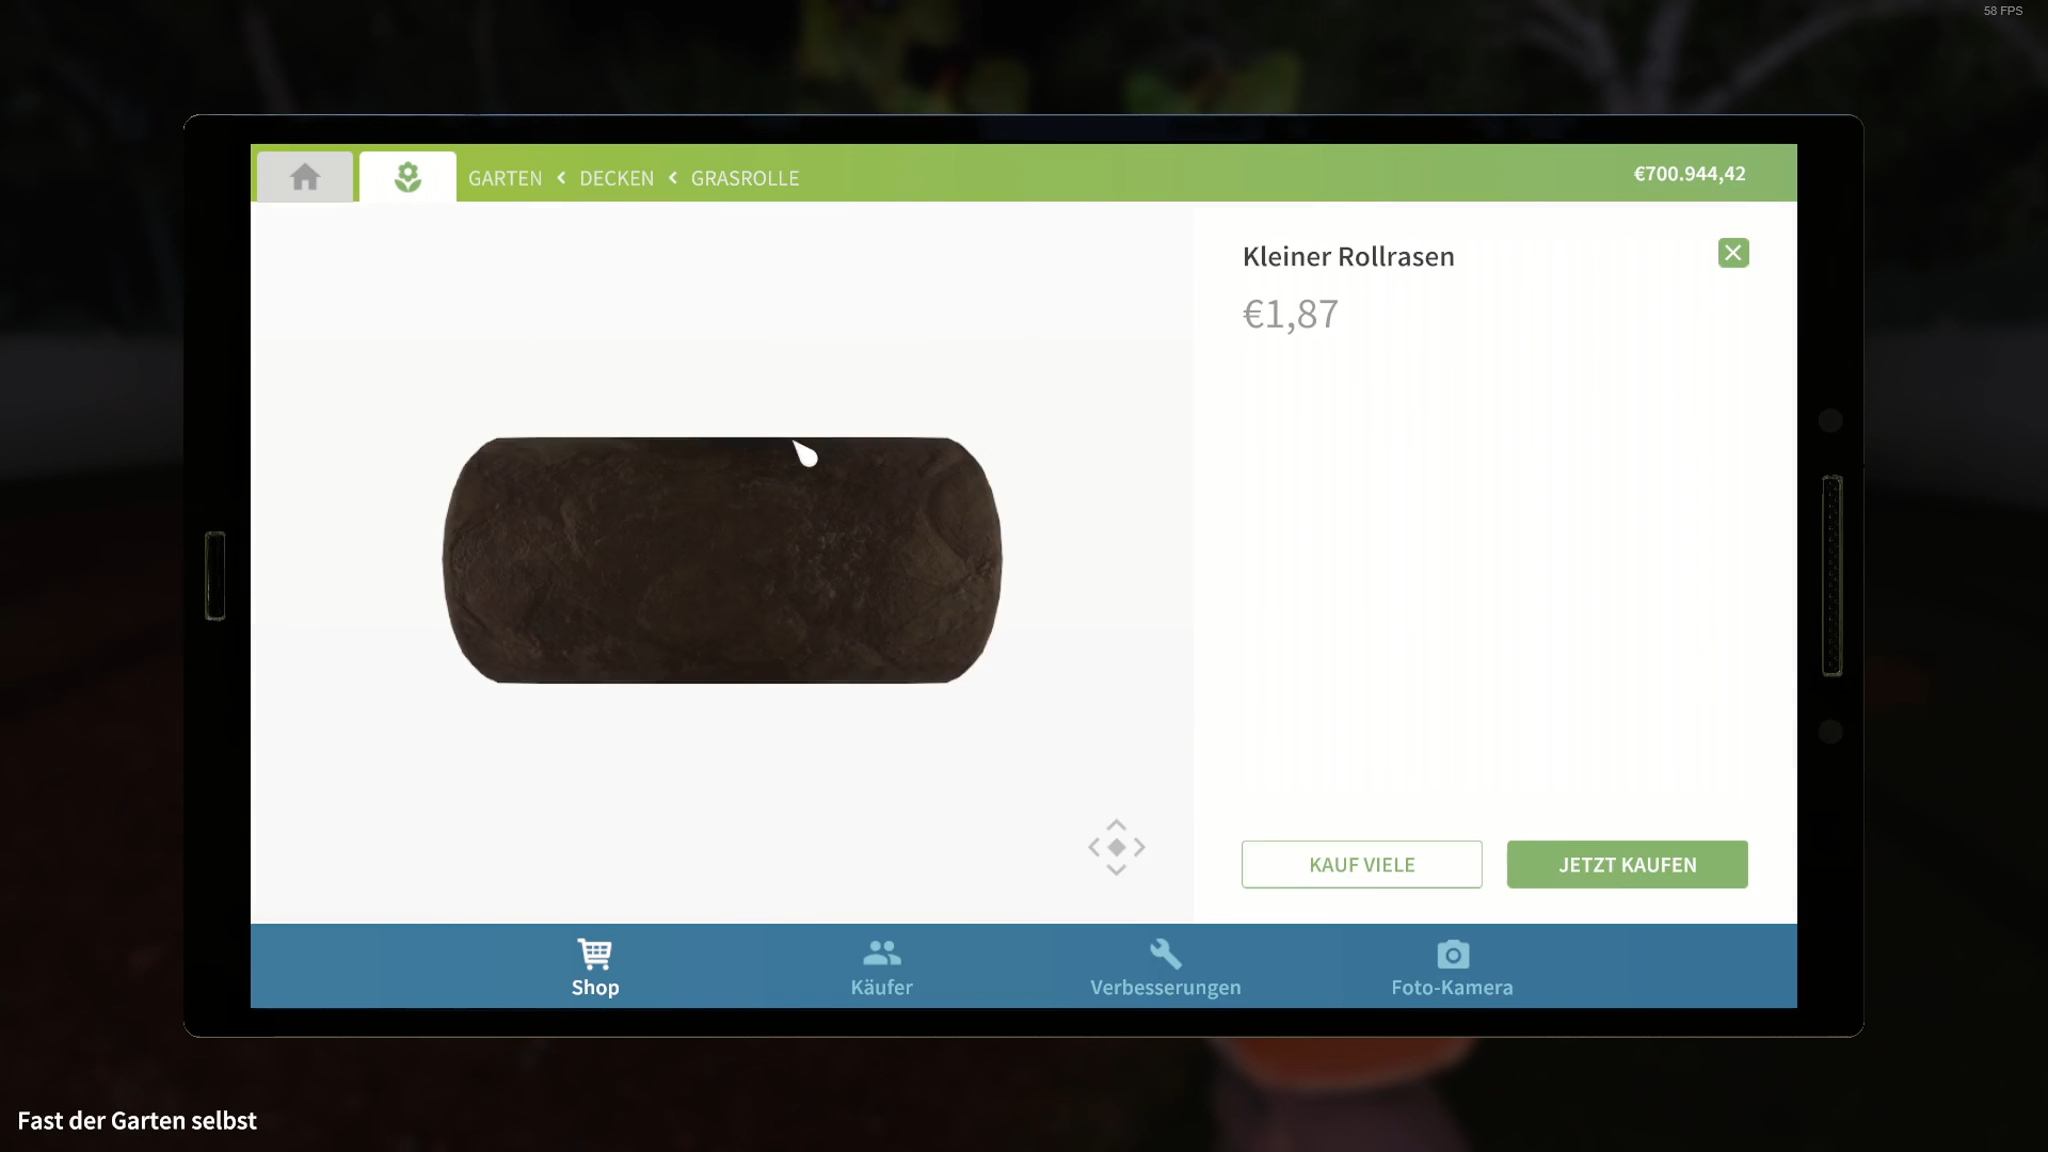 58 FPS
GARTEN < DECKEN < GRASROLLE
€700.944,42
Kleiner Rollrasen
€1,87
KAUF VIELE
JETZT KAUFEN
Shop
Käufer
Verbesserungen
Foto-Kamera
Fast der Garten selbst